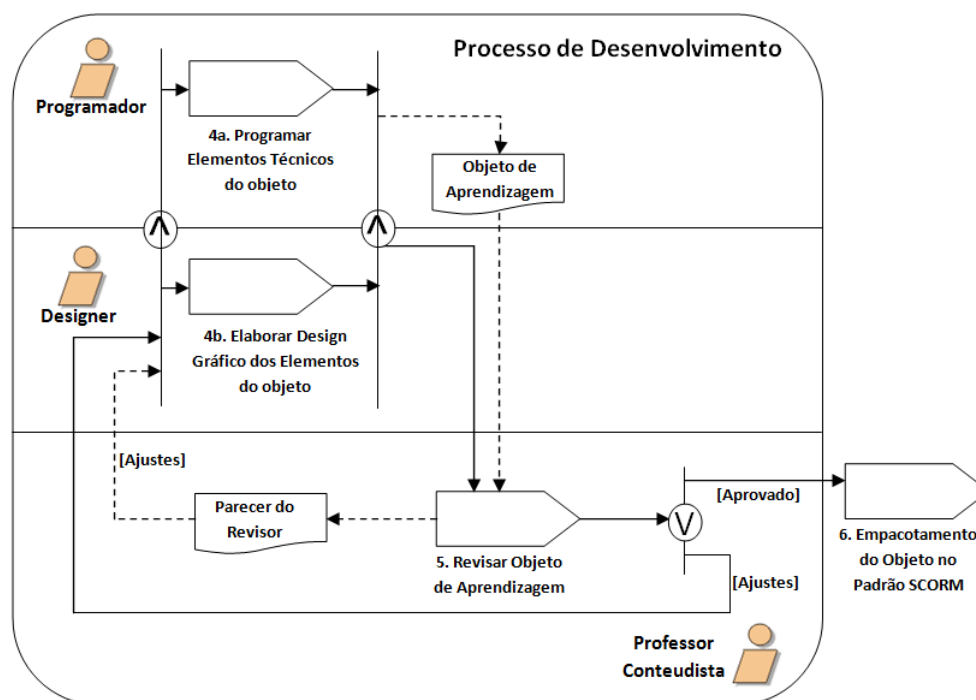 Processo de Desenvolvimento
Programador
4a. Programar
Elementos Técnicos
do objeto
Objeto de
Aprendizagem
Designer
4b. Elaborar Design
Gráfico dos Elementos
do objeto
[Ajustes]
Parecer do
Revisor
5. Revisar Objeto
de Aprendizagem
V
[Aprovado]
[Ajustes]
6. Empacotamento
do Objeto no
Padrão SCORM
Professor
Conteudista